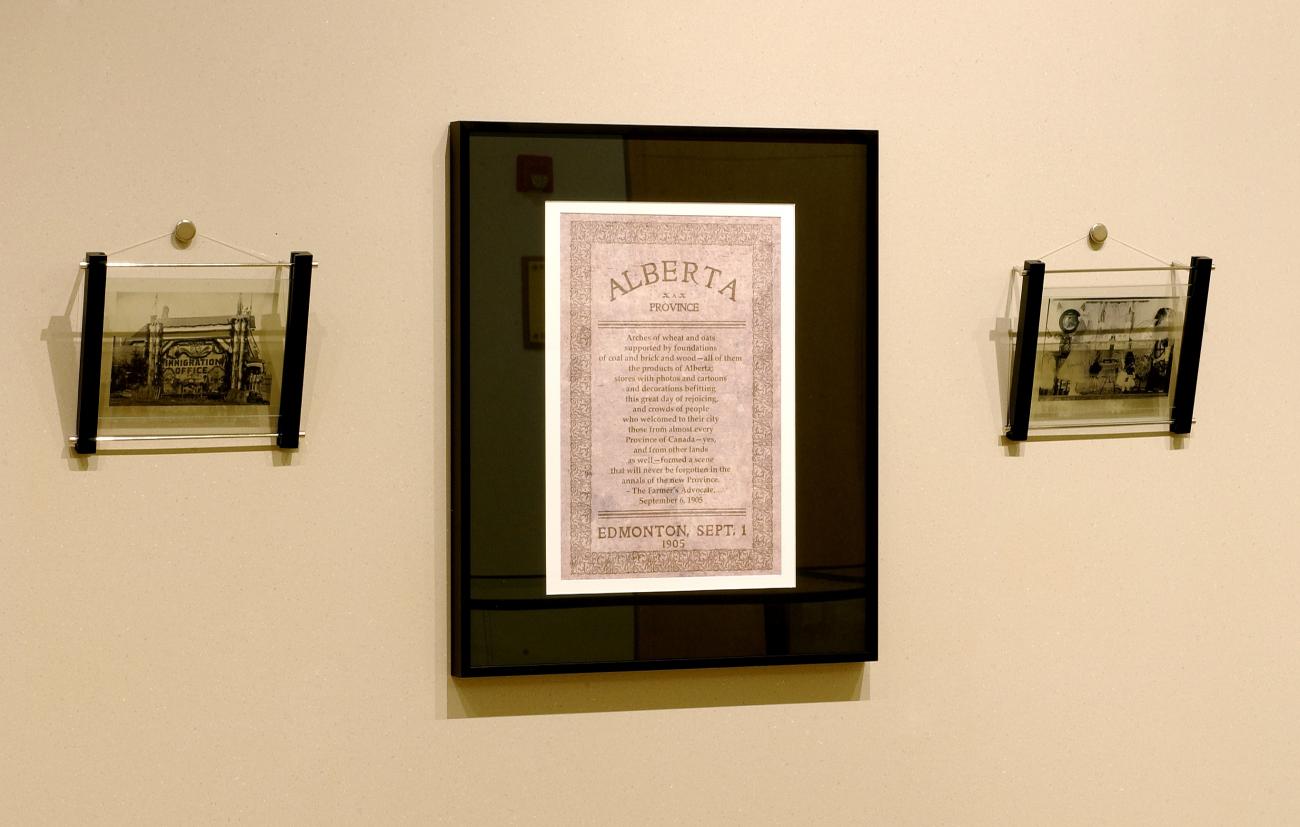 IMMIGRATION
OFFICE
ALBERTA
X A X
PROVINCE
Arches of wheat and oats
supported by foundations
of coal and brick and wood—all of them
the products of Alberta;
stores with photos and cartoons
and decorations befitting
this great day of rejoicing,
and crowds of people
who welcomed to their city
those from almost every
Province of Canada—yes,
and from other lands
as well—formed a scene
that will never be forgotten in the
annals of the new Province.
- The Farmer's Advocate,
September 6, 1905
EDMONTON, SEPT. 1
1905